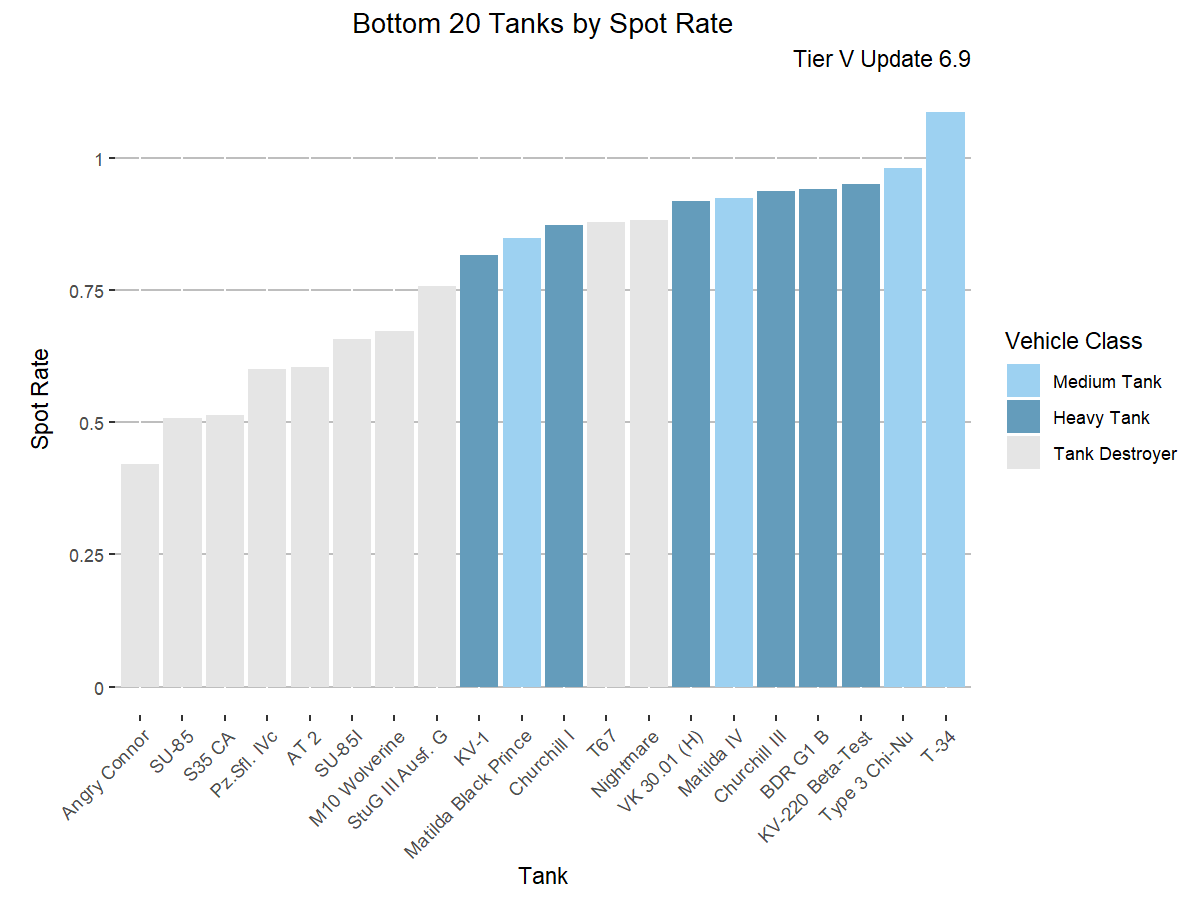 Bottom 20 Tanks by Spot Rate
Tier V Update 6.9
Spot Rate
1
0.75
0.5
0.25
0
Angry Connor
SU-85
S35 CA
Pz.Sfl. IVc
AT 2
SU-85I
M10 Wolverine
StuG III Ausf. G
KV-1
Matilda Black Prince
Churchill I
T67
Nightmare
VK 30.01 (H)
Matilda IV
Churchill III
BDR G1 B
KV-220 Beta-Test
Type 3 Chi-Nu
T-34
Tank
Vehicle Class
Medium Tank
Heavy Tank
Tank Destroyer